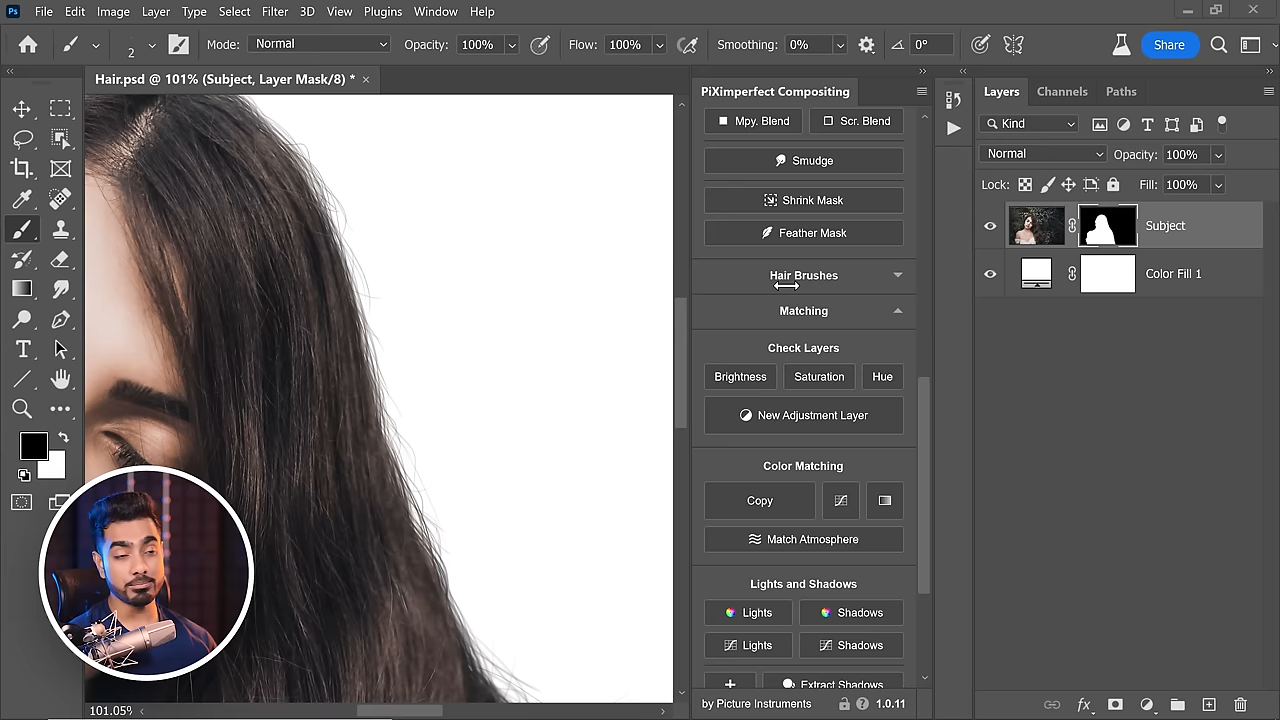 Ps File Edit Image Layer Type Select Filter 3D View Plugins Window Help
2 Mode: Normal Opacity: 100% Flow: 100% Smoothing: 0% 0° Share
Hair.psd @ 101% (Subject, Layer Mask/8) *
PiXimperfect Compositing
Mpy. Blend Scr. Blend
Smudge
Shrink Mask
Feather Mask
Hair Brushes
Matching
Check Layers
Brightness Saturation Hue
New Adjustment Layer
Color Matching
Copy
Match Atmosphere
Lights and Shadows
Lights Shadows
Lights Shadows
Extract Shadows
by Picture Instruments 1.0.11
Layers Channels Paths
Kind
Normal Opacity: 100%
Lock: Fill: 100%
Subject
Color Fill 1
fx
101.05%